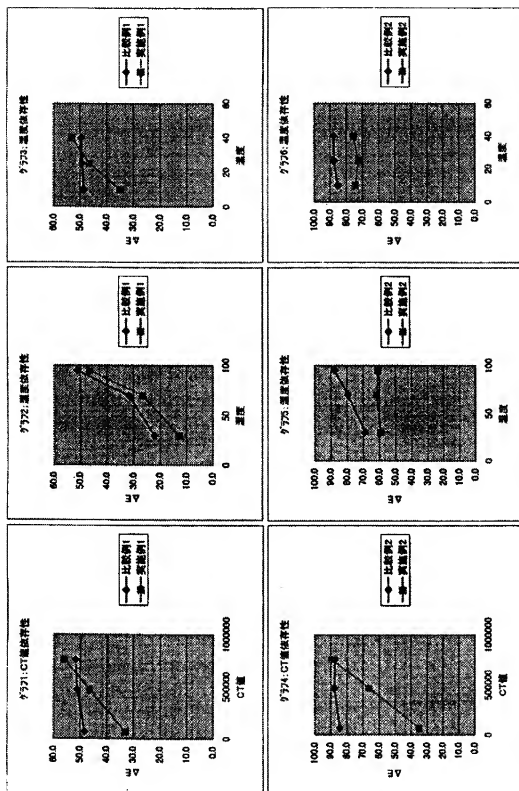 ｸﾞﾗﾌ1:CT値依存性
60.0
50.0
40.0
30.0
20.0
10.0
0.0
ΔE
0
500000
1000000
CT値
比較例1
実施例1
ｸﾞﾗﾌ2:湿度依存性
60.0
50.0
40.0
30.0
20.0
10.0
0.0
ΔE
0
50
100
湿度
比較例1
実施例1
ｸﾞﾗﾌ3:温度依存性
60.0
50.0
40.0
30.0
20.0
10.0
0.0
ΔE
0
20
40
60
温度
比較例1
実施例1
ｸﾞﾗﾌ4:CT値依存性
100.0
90.0
80.0
70.0
60.0
50.0
40.0
30.0
20.0
10.0
0.0
ΔE
0
500000
1000000
CT値
比較例2
実施例2
ｸﾞﾗﾌ5:湿度依存性
100.0
90.0
80.0
70.0
60.0
50.0
40.0
30.0
20.0
10.0
0.0
ΔE
0
50
100
湿度
比較例2
実施例2
ｸﾞﾗﾌ6:温度依存性
100.0
90.0
80.0
70.0
60.0
50.0
40.0
30.0
20.0
10.0
0.0
ΔE
0
20
40
60
温度
比較例2
実施例2